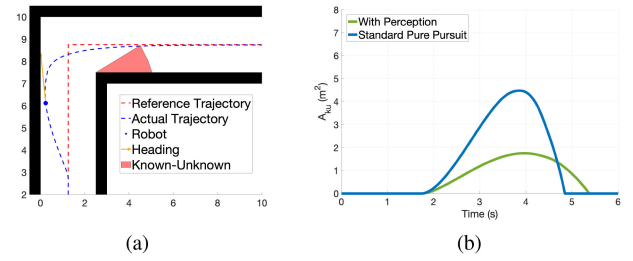 10
9
8
7
6
5
4
3
2
0
2
4
6
8
10
Reference Trajectory
Actual Trajectory
Robot
Heading
Known-Unknown
(a)
8
7
6
5
4
3
2
1
0
0
1
2
3
4
5
6
A_ku (m²)
Time (s)
With Perception
Standard Pure Pursuit
(b)